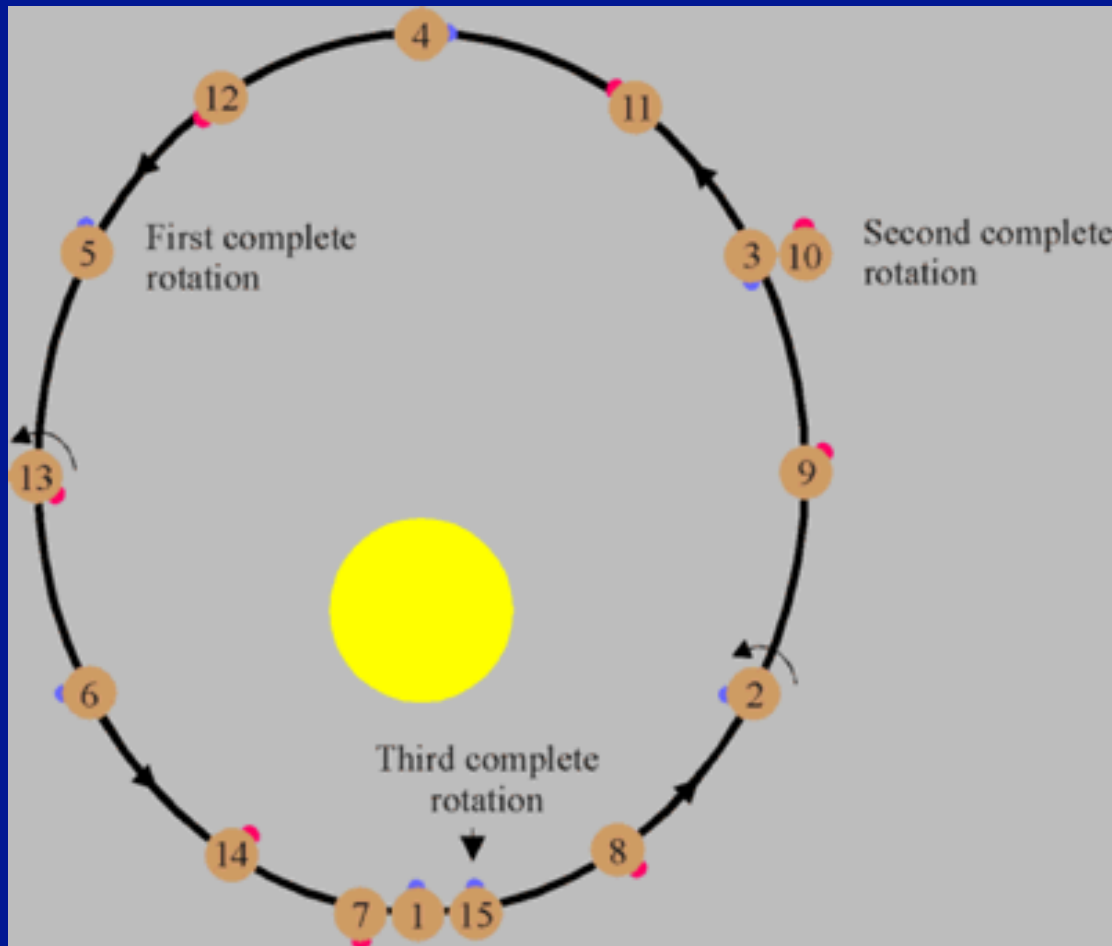 4
12
11
5
First complete
rotation
3
10
Second complete
rotation
13
9
6
2
Third complete
rotation
14
8
7
1
15